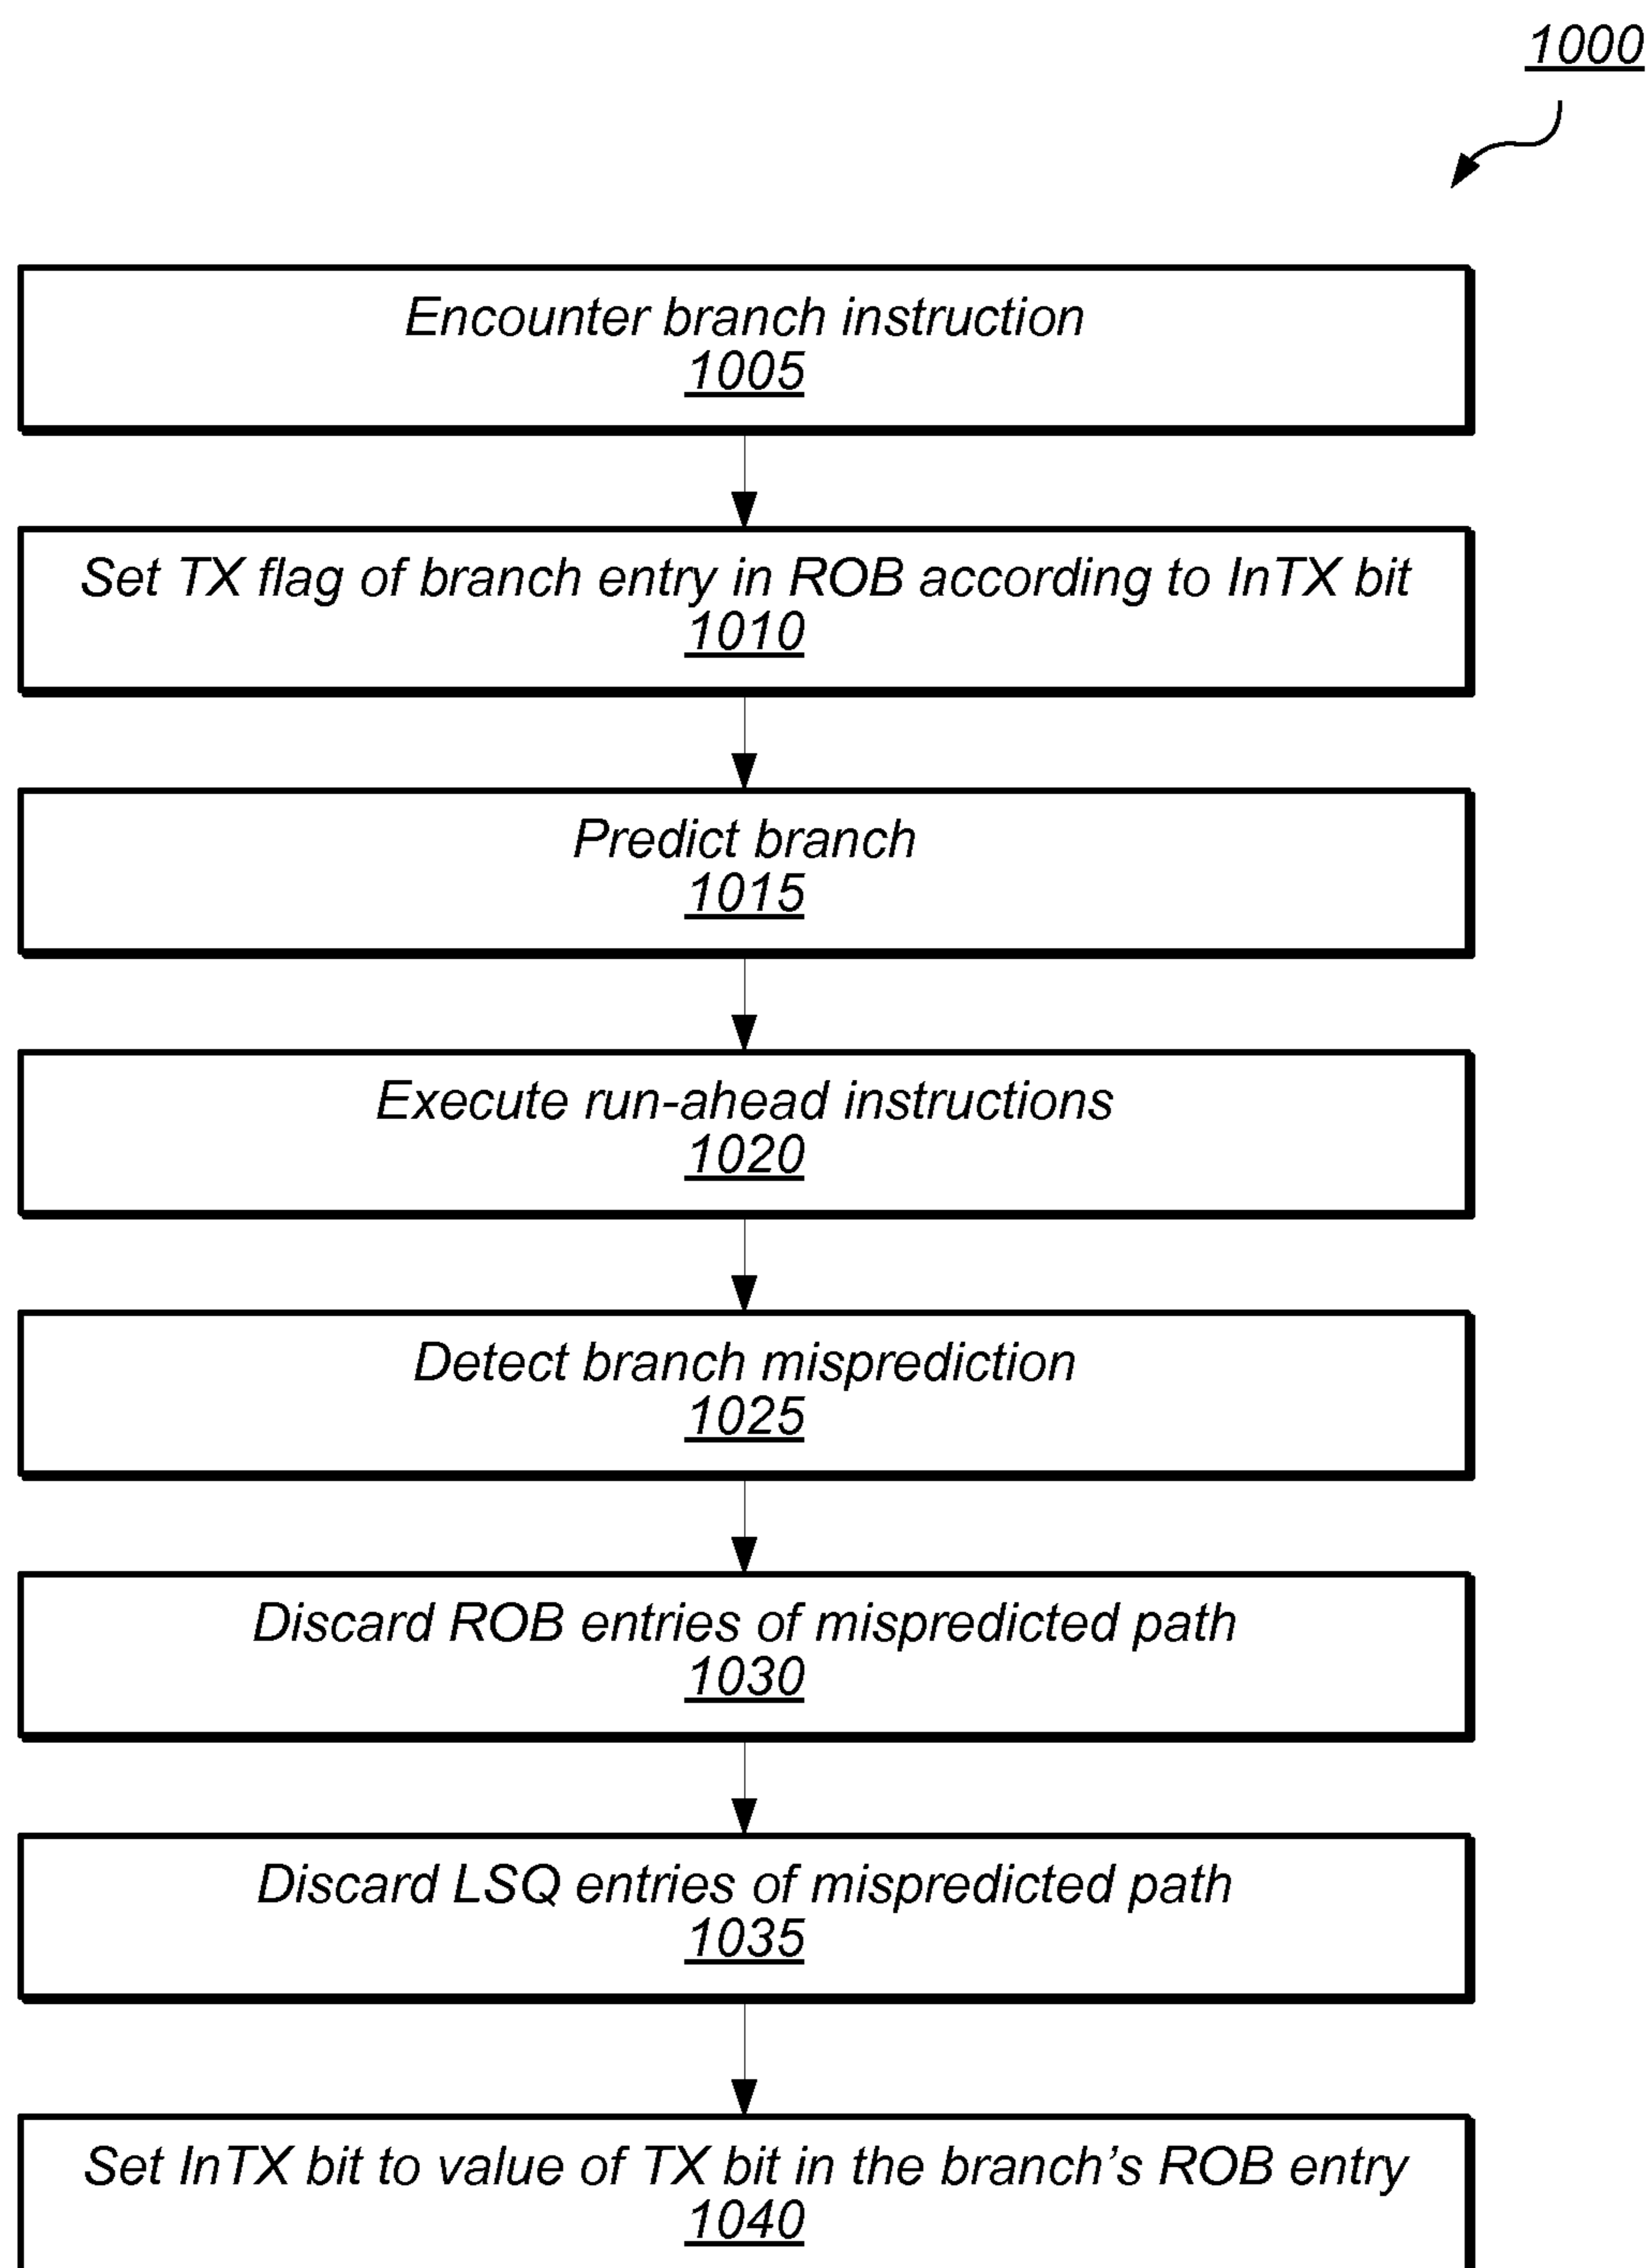 1000
Encounter branch instruction
1005
Set TX flag of branch entry in ROB according to InTX bit
1010
Predict branch
1015
Execute run-ahead instructions
1020
Detect branch misprediction
1025
Discard ROB entries of mispredicted path
1030
Discard LSQ entries of mispredicted path
1035
Set InTX bit to value of TX bit in the branch's ROB entry
1040